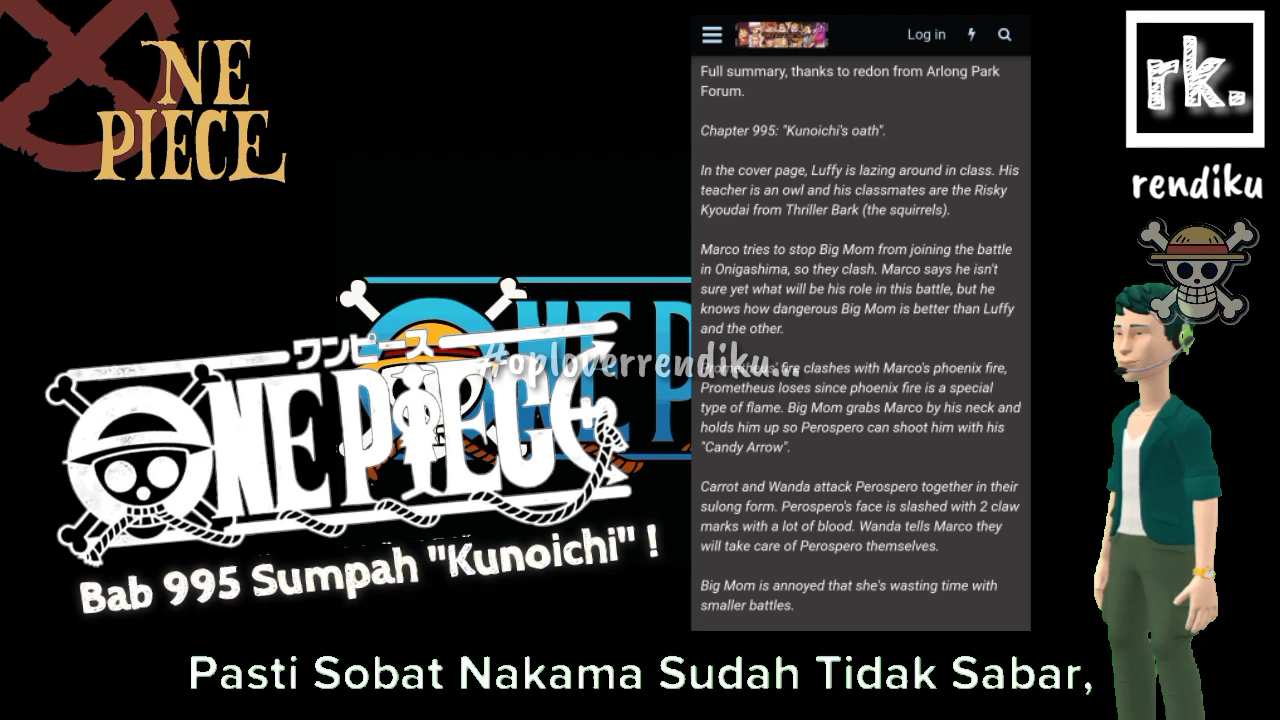 ONE
PIECE
Log in
Full summary, thanks to redon from Arlong Park
Forum.
Chapter 995: "Kunoichi's oath".
In the cover page, Luffy is lazing around in class. His
teacher is an owl and his classmates are the Risky
Kyoudai from Thriller Bark (the squirrels).
Marco tries to stop Big Mom from joining the battle
in Onigashima, so they clash. Marco says he isn't
sure yet what will be his role in this battle, but he
knows how dangerous Big Mom is better than Luffy
and the other.
Prometheus' fire clashes with Marco's phoenix fire,
Prometheus loses since phoenix fire is a special
type of flame. Big Mom grabs Marco by his neck and
holds him up so Perospero can shoot him with his
"Candy Arrow".
Carrot and Wanda attack Perospero together in their
sulong form. Perospero's face is slashed with 2 claw
marks with a lot of blood. Wanda tells Marco they
will take care of Perospero themselves.
Big Mom is annoyed that she's wasting time with
smaller battles.
rk.
rendiku
#oploverrendiku...
ワンピース
ONE PIECE
ONE P
Bab 995 Sumpah "Kunoichi" !
Pasti Sobat Nakama Sudah Tidak Sabar,